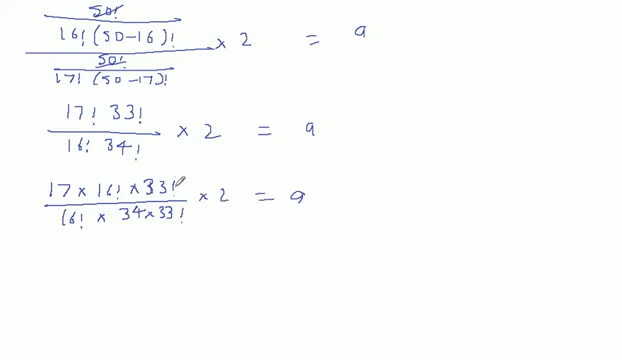 50!
16! (50-16)! × 2 = a
50!
17! (50-17)!
17! 33! × 2 = a
16! 34!
17 × 16! × 33! × 2 = a
16! × 34 × 33!